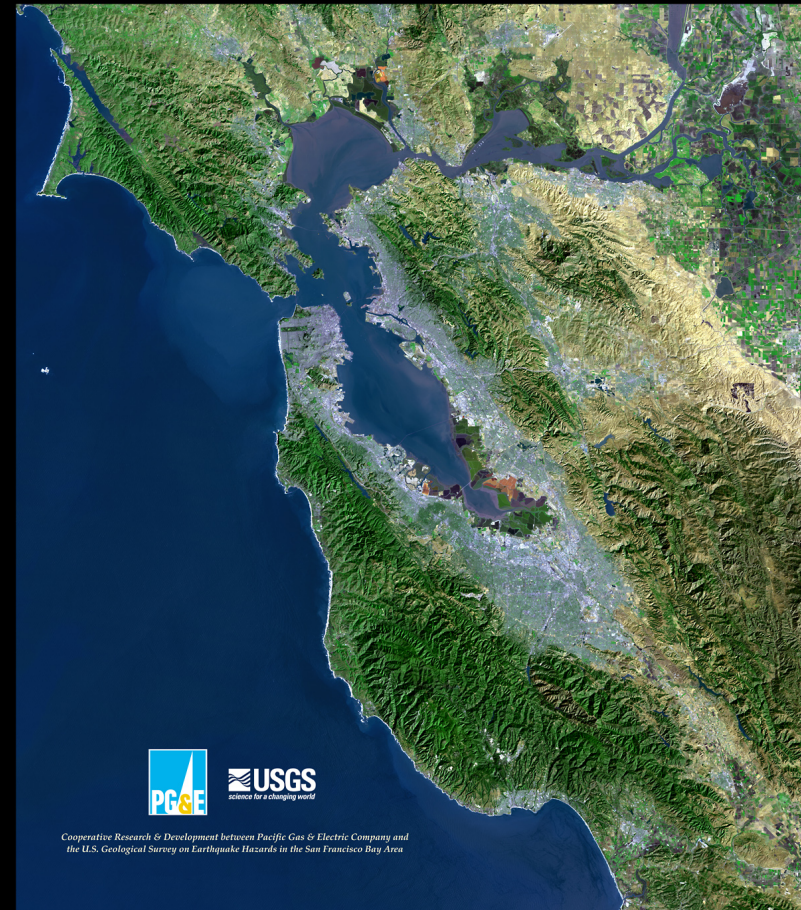 PG&E
USGS
science for a changing world
Cooperative Research & Development between Pacific Gas & Electric Company and
the U.S. Geological Survey on Earthquake Hazards in the San Francisco Bay Area